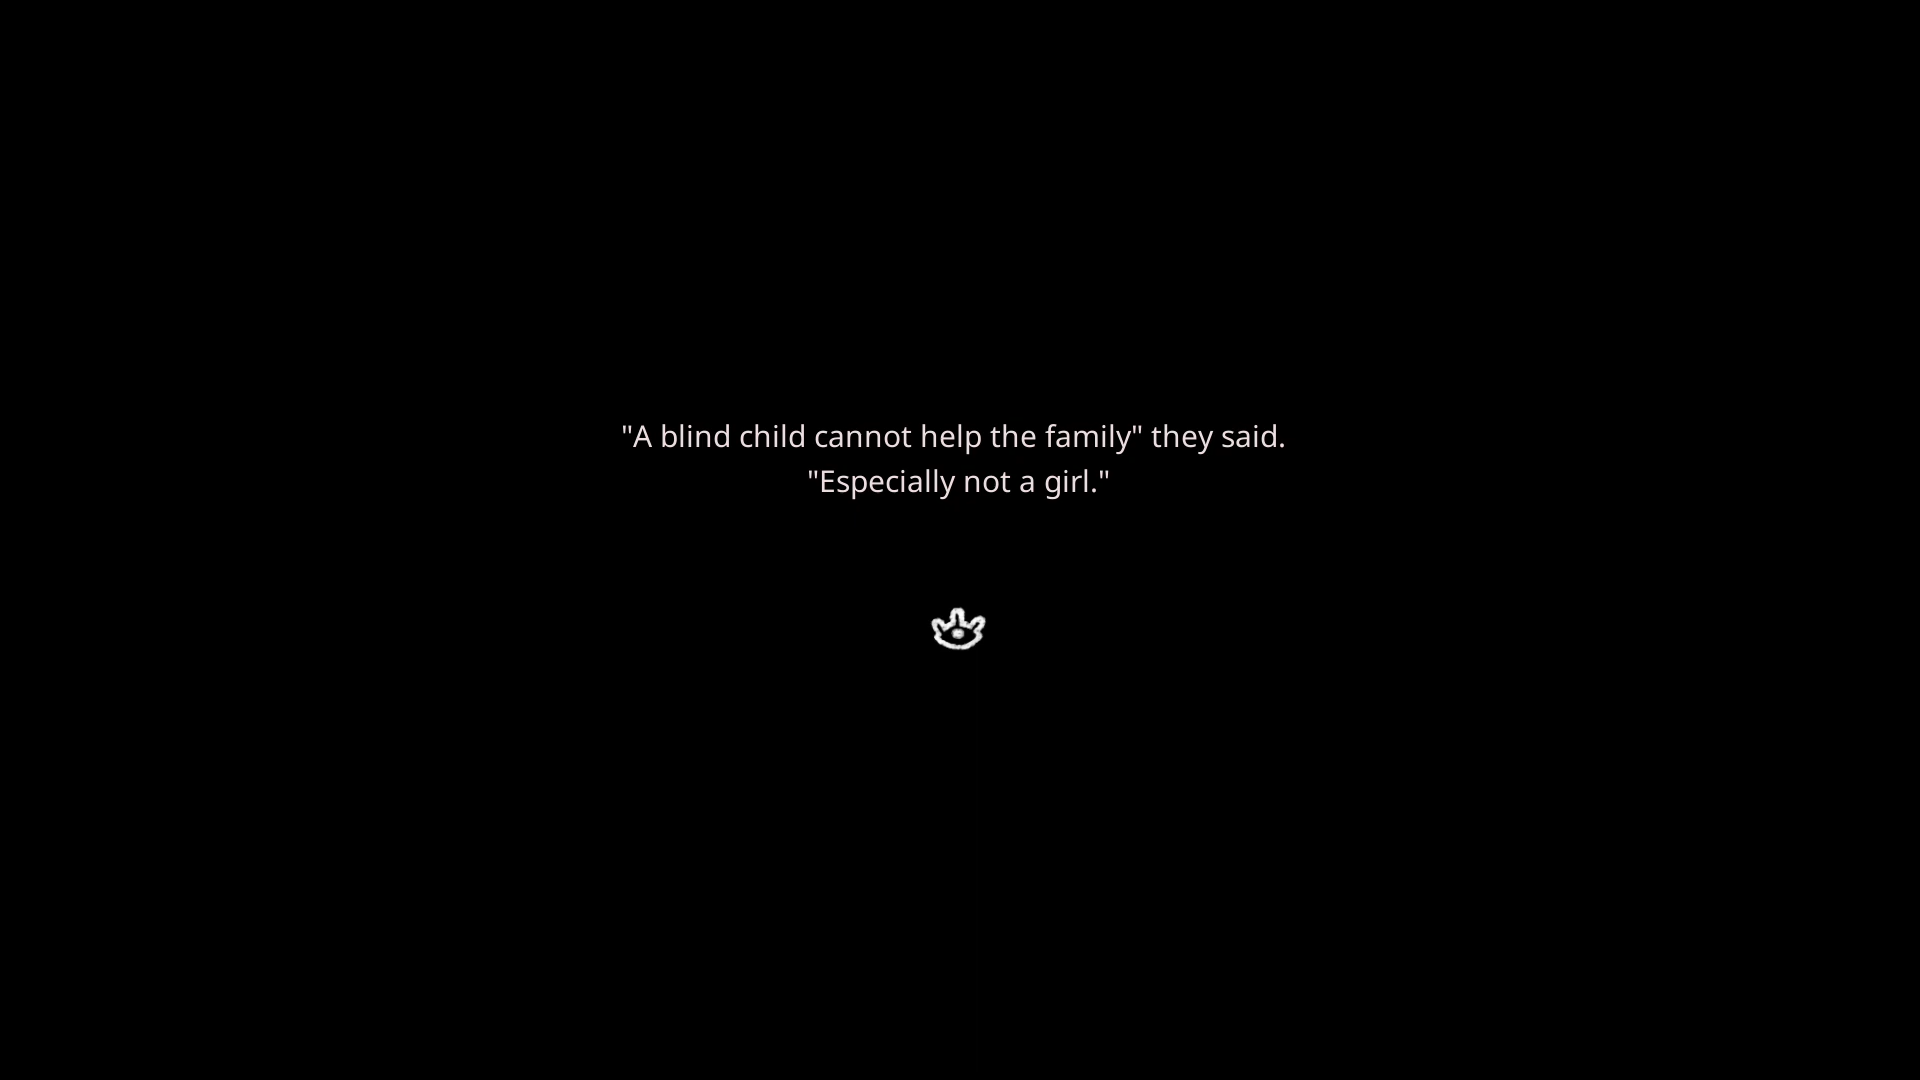 "A blind child cannot help the family" they said.
"Especially not a girl."